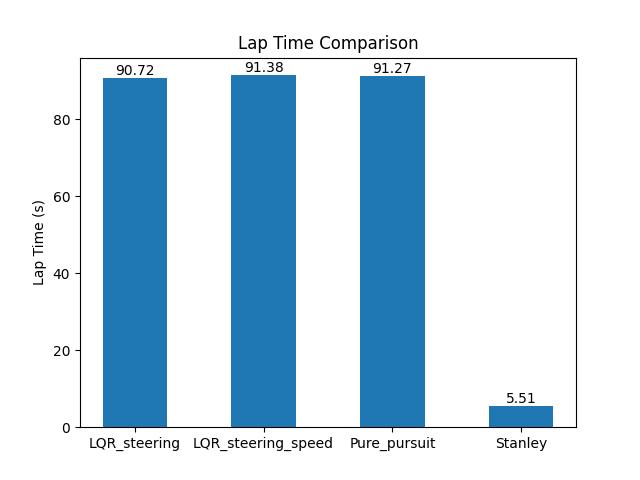 Lap Time Comparison
90.72
91.38
91.27
5.51
Lap Time (s)
80
60
40
20
0
LQR_steering
LQR_steering_speed
Pure_pursuit
Stanley